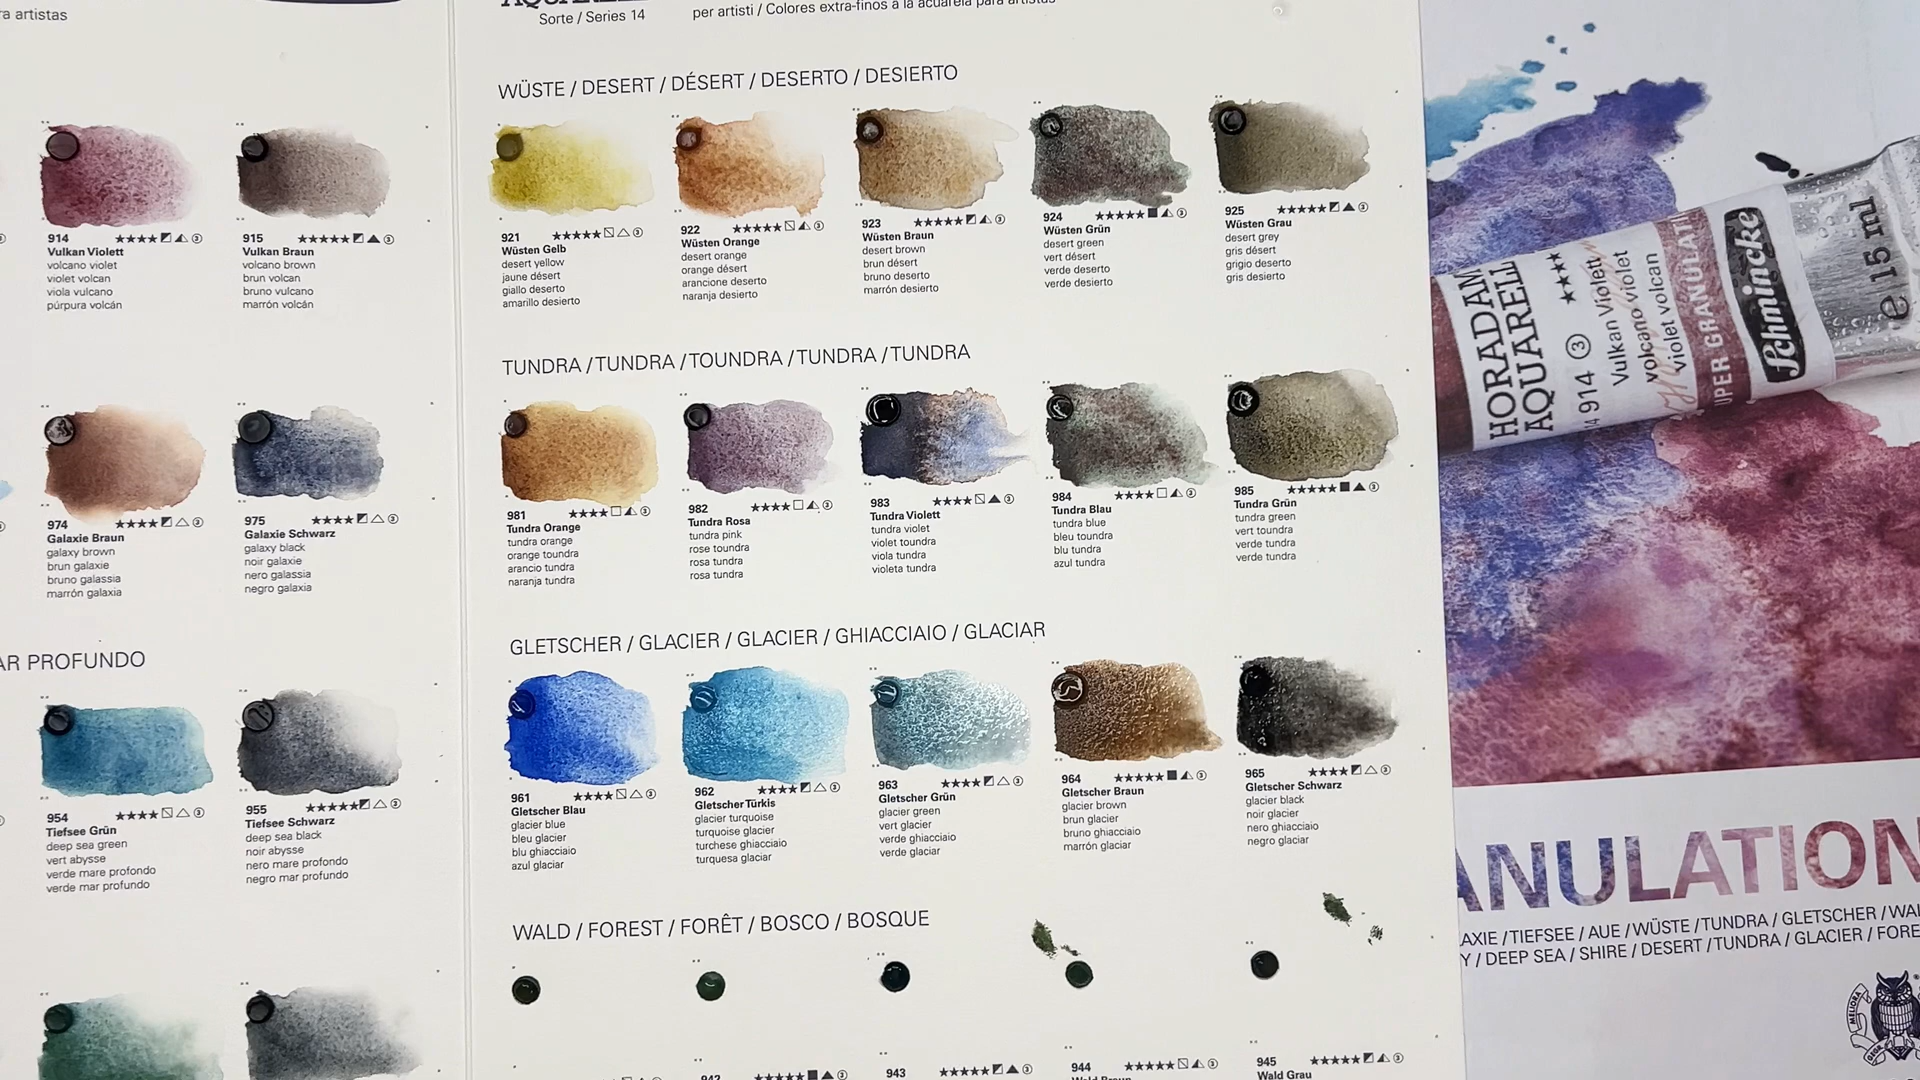 ra artistas
AQUARELL
Sorte / Series 14
per artisti / Colores extra-finos a la acuarela para artistas
914 ★★★★
Vulkan Violett
volcano violet
violet volcan
viola vulcano
púrpura volcán
915 ★★★★★
Vulkan Braun
volcano brown
brun volcan
bruno vulcano
marrón volcán
974 ★★★★
Galaxie Braun
galaxy brown
brun galaxie
bruno galassia
marrón galaxia
975 ★★★★
Galaxie Schwarz
galaxy black
noir galaxie
nero galassia
negro galaxia
AR PROFUNDO
954 ★★★★
Tiefsee Grün
deep sea green
vert abysse
verde mare profondo
verde mar profundo
955 ★★★★★
Tiefsee Schwarz
deep sea black
noir abysse
nero mare profondo
negro mar profundo
WÜSTE / DESERT / DÉSERT / DESERTO / DESIERTO
921 ★★★★★
Wüsten Gelb
desert yellow
jaune désert
giallo deserto
amarillo desierto
922 ★★★★★
Wüsten Orange
desert orange
orange désert
arancione deserto
naranja desierto
923 ★★★★★
Wüsten Braun
desert brown
brun désert
bruno deserto
marrón desierto
924 ★★★★★
Wüsten Grün
desert green
vert désert
verde deserto
verde desierto
925 ★★★★★
Wüsten Grau
desert grey
gris désert
grigio deserto
gris desierto
TUNDRA / TUNDRA / TOUNDRA / TUNDRA / TUNDRA
981 ★★★★
Tundra Orange
tundra orange
orange toundra
arancio tundra
naranja tundra
982 ★★★★
Tundra Rosa
tundra pink
rose toundra
rosa tundra
rosa tundra
983 ★★★★
Tundra Violett
tundra violet
violet toundra
viola tundra
violeta tundra
984 ★★★★
Tundra Blau
tundra blue
bleu toundra
blu tundra
azul tundra
985 ★★★★★
Tundra Grün
tundra green
vert toundra
verde tundra
verde tundra
GLETSCHER / GLACIER / GLACIER / GHIACCIAIO / GLACIAR
961 ★★★★
Gletscher Blau
glacier blue
bleu glacier
blu ghiacciaio
azul glaciar
962 ★★★★
Gletscher Türkis
glacier turquoise
turquoise glacier
turchese ghiacciaio
turquesa glaciar
963 ★★★★
Gletscher Grün
glacier green
vert glacier
verde ghiacciaio
verde glaciar
964 ★★★★★
Gletscher Braun
glacier brown
brun glacier
bruno ghiacciaio
marrón glaciar
965 ★★★★
Gletscher Schwarz
glacier black
noir glacier
nero ghiacciaio
negro glaciar
WALD / FOREST / FORÊT / BOSCO / BOSQUE
942 ★★★★★
943 ★★★★★
944 ★★★★★
Wald Braun
945 ★★★★★
Wald Grau
HORADAM
AQUARELL
14 914 ③ ★★★★
Vulkan Violett
volcano violet
violet volcan
SUPER GRANULATI
Schmincke
e 15 ml
ANULATION
AXIE / TIEFSEE / AUE / WÜSTE / TUNDRA / GLETSCHER / WAL
Y / DEEP SEA / SHIRE / DESERT / TUNDRA / GLACIER / FORE
MELIORA